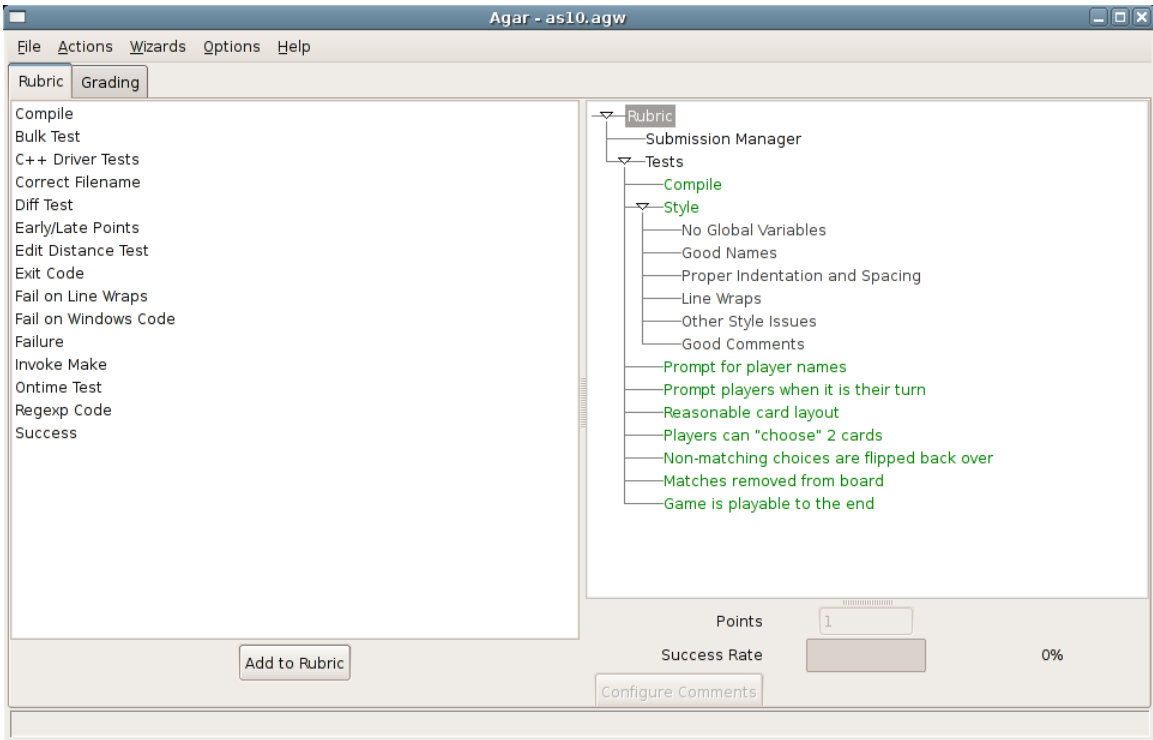 Agar - as10.agw
File Actions Wizards Options Help
Rubric Grading
Compile
Bulk Test
C++ Driver Tests
Correct Filename
Diff Test
Early/Late Points
Edit Distance Test
Exit Code
Fail on Line Wraps
Fail on Windows Code
Failure
Invoke Make
Ontime Test
Regexp Code
Success
Add to Rubric
Rubric
Submission Manager
Tests
Compile
Style
No Global Variables
Good Names
Proper Indentation and Spacing
Line Wraps
Other Style Issues
Good Comments
Prompt for player names
Prompt players when it is their turn
Reasonable card layout
Players can "choose" 2 cards
Non-matching choices are flipped back over
Matches removed from board
Game is playable to the end
Points 1
Success Rate 0%
Configure Comments